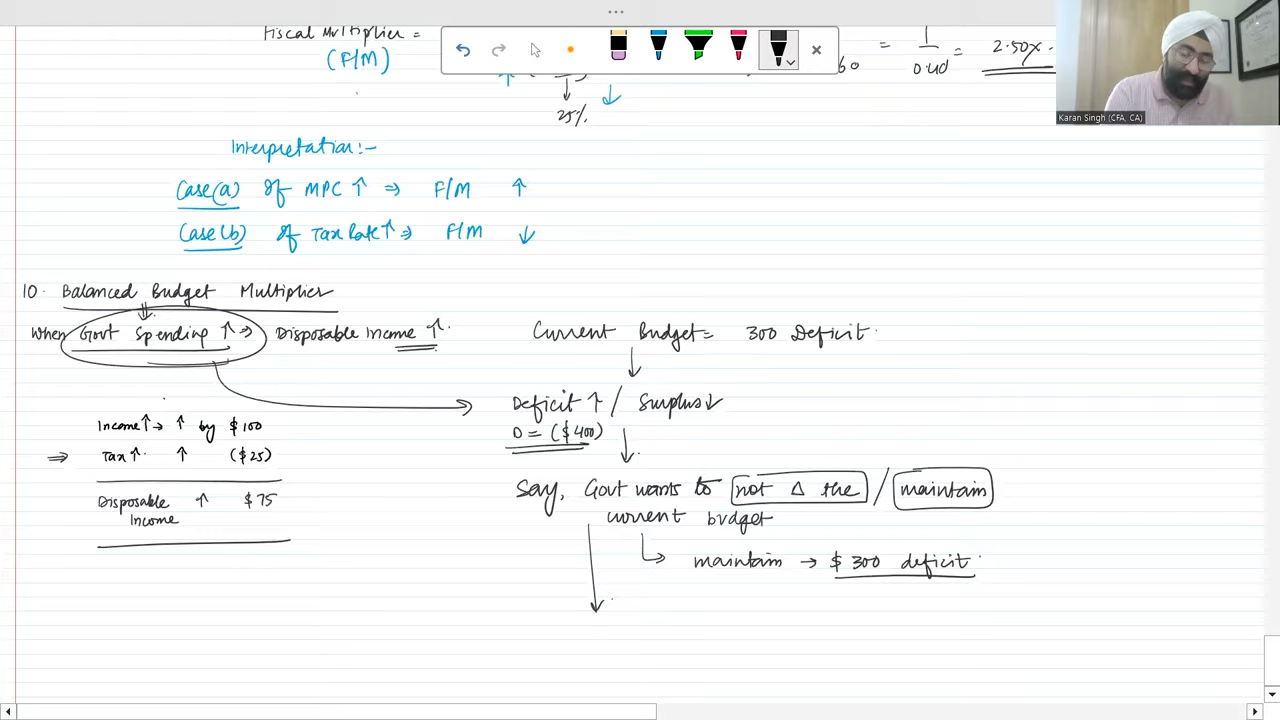 Fiscal Multiplier =
(F/M)
= 1 / 0.40 = 2.50x.
60
↓
25%
↑
↓
Karan Singh (CFA, CA)
Interpretation:-
Case(a) If MPC ↑ ⇒ F/M ↑
Case(b) If Tax Rate ↑ ⇒ F/M ↓
10. Balanced Budget Multiplier
When Govt Spending ↑ ⇒ Disposable Income ↑.
Income ↑ → ↑ by $100
⇒ Tax ↑. ↑ ($25)
Disposable ↑ $75
Income
Current Budget = 300 Deficit
Deficit ↑ / Surplus ↓
D = ($400)
Say, Govt wants to not Δ the / maintain
current budget
maintain → $300 deficit